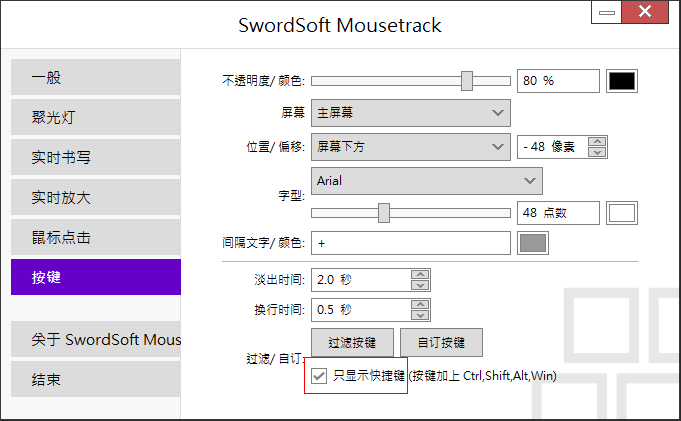 SwordSoft Mousetrack
一般
聚光灯
实时书写
实时放大
鼠标点击
按键
关于 SwordSoft Mous
结束
不透明度/ 颜色: 80 %
屏幕 主屏幕
位置/ 偏移: 屏幕下方 - 48 像素
字型: Arial
48 点数
间隔文字/ 颜色: +
淡出时间: 2.0 秒
换行时间: 0.5 秒
过滤/ 自订: 过滤按键 自订按键
只显示快捷键 (按键加上 Ctrl,Shift,Alt,Win)